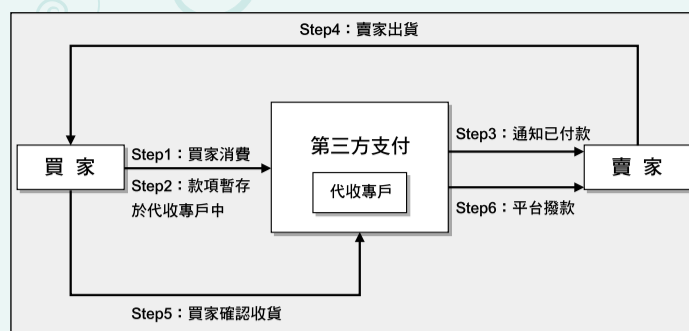 Step4：賣家出貨
買 家
Step1：買家消費
Step2：款項暫存
於代收專戶中
第三方支付
代收專戶
Step3：通知已付款
Step6：平台撥款
賣 家
Step5：買家確認收貨